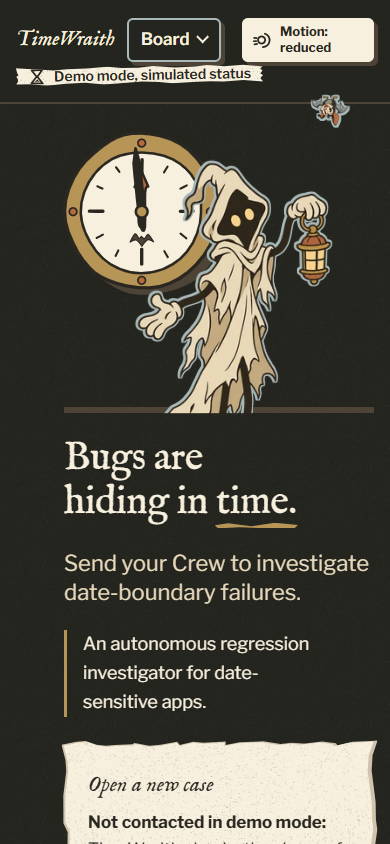 TimeWraith
Board
Motion:
reduced
Demo mode, simulated status
Bugs are
hiding in time.
Send your Crew to investigate
date-boundary failures.
An autonomous regression
investigator for date-
sensitive apps.
Open a new case
Not contacted in demo mode: